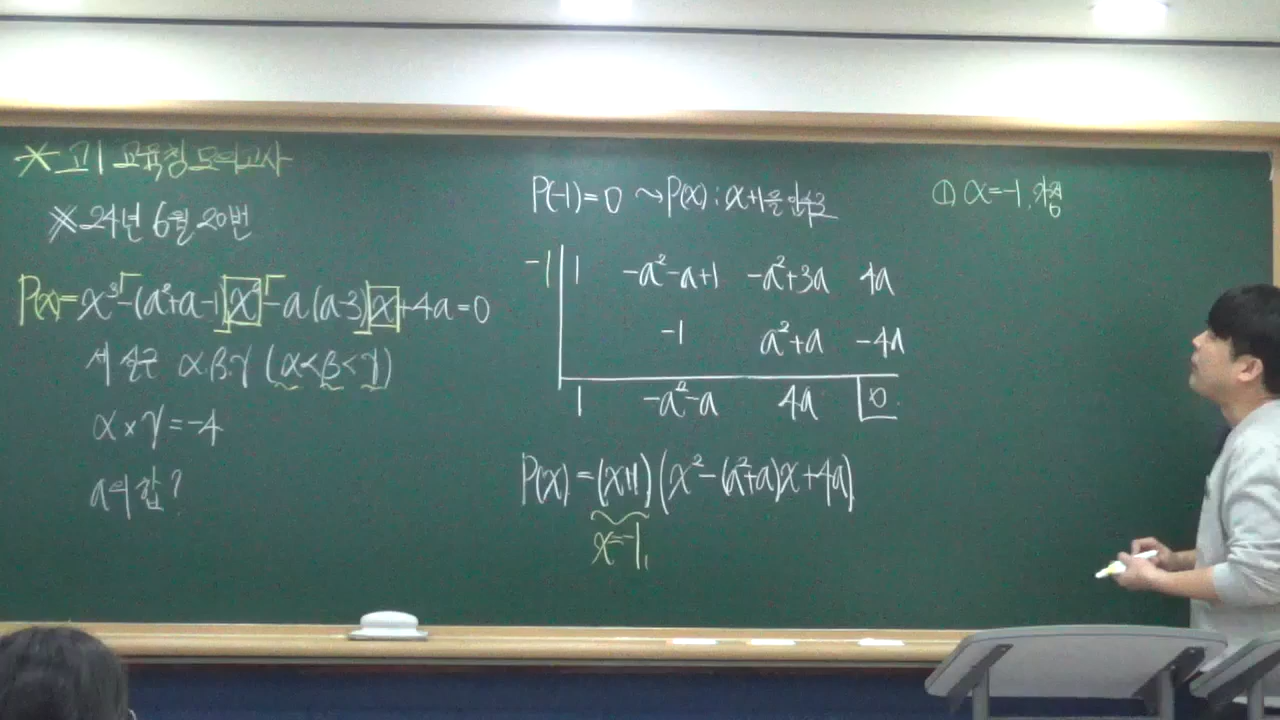 ※ 고1 교육청 모의고사
※ 24년 6월 20번
P(x)=x³-(a²+a-1)x²-a(a-3)x+4a=0
세 실근 α.β.γ (α<β<γ)
α×γ=-4
a의 합?
P(-1)=0 ~> P(x) : x+1을 인수
-1 | 1 -a²-a+1 -a²+3a 4a
-1 a²+a -4a
1 -a²-a 4a 0
P(x)=(x+1)(x²-(a²+a)x+4a)
x=-1
① α=-1,